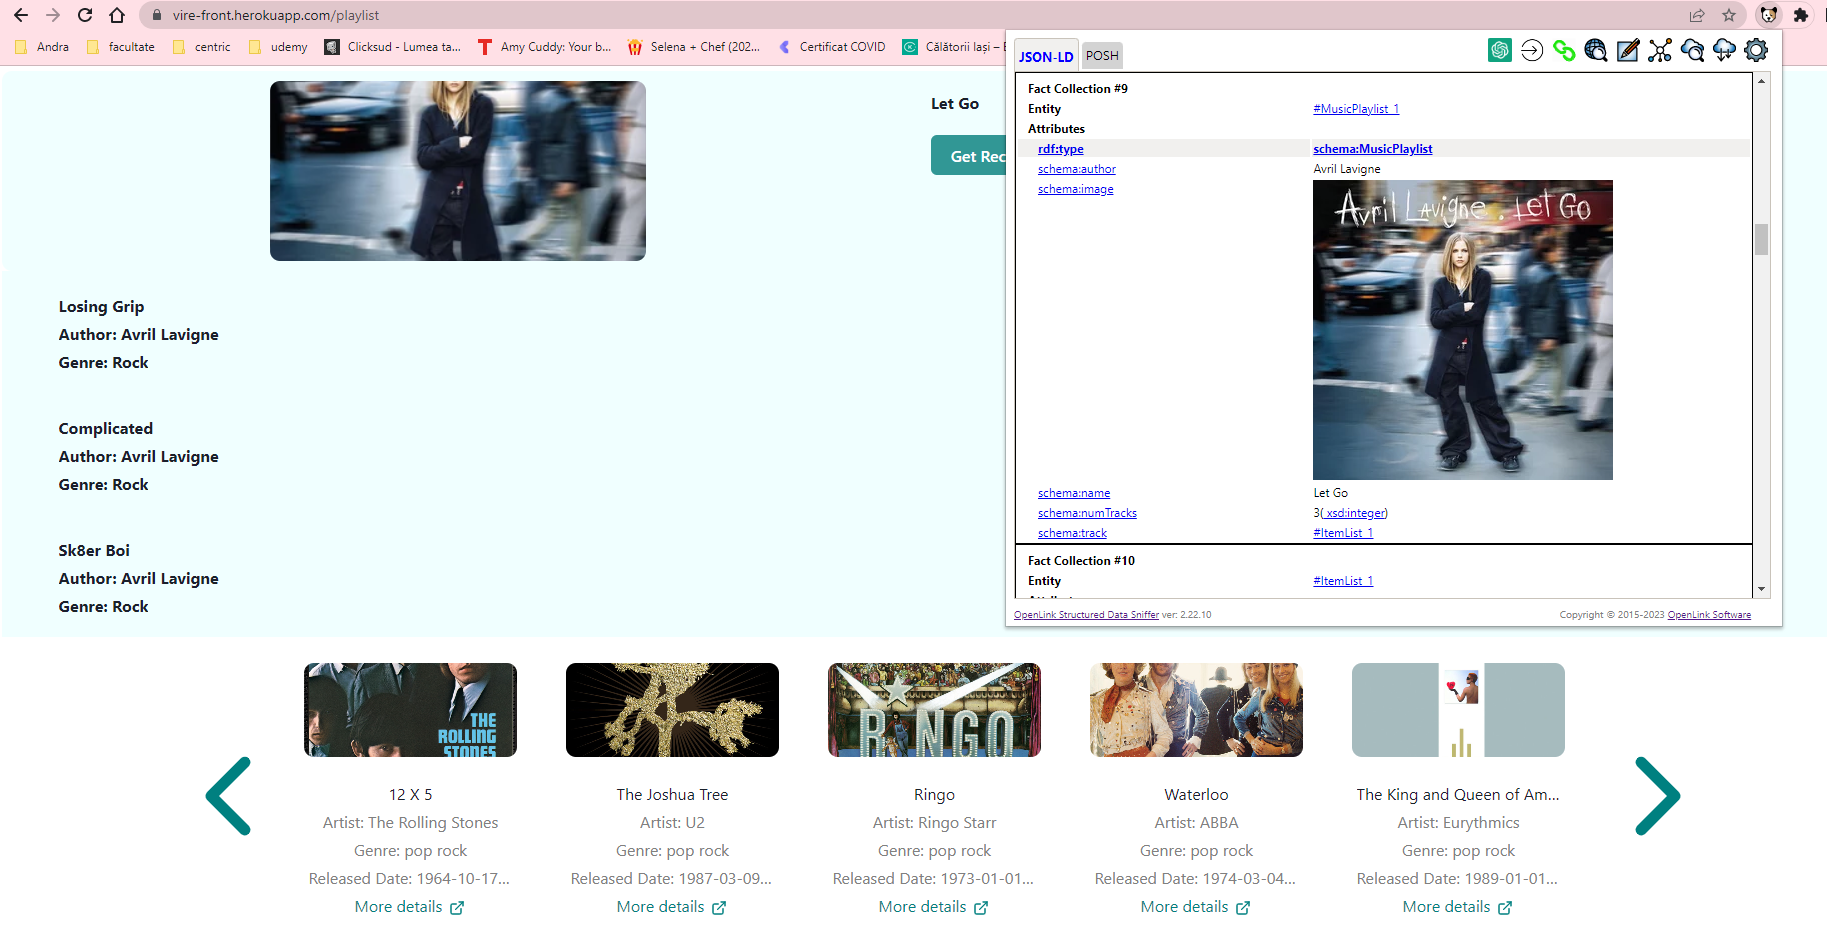 vire-front.herokuapp.com/playlist
Andra
facultate
centric
udemy
Clicksud - Lumea ta...
Amy Cuddy: Your b...
Selena + Chef (202...
Certificat COVID
Călătorii Iași –
Let Go
Get Rec
Losing Grip
Author: Avril Lavigne
Genre: Rock
Complicated
Author: Avril Lavigne
Genre: Rock
Sk8er Boi
Author: Avril Lavigne
Genre: Rock
JSON-LD POSH
Fact Collection #9
Entity #MusicPlaylist_1
Attributes
rdf:type schema:MusicPlaylist
schema:author Avril Lavigne
schema:image
AVRIL LAVIGNE . LET GO
schema:name Let Go
schema:numTracks 3( xsd:integer)
schema:track #ItemList_1
Fact Collection #10
Entity #ItemList_1
OpenLink Structured Data Sniffer ver: 2.22.10
Copyright © 2015-2023 OpenLink Software
THE
ROLLING
STONES
RINGO
12 X 5
Artist: The Rolling Stones
Genre: pop rock
Released Date: 1964-10-17...
More details
The Joshua Tree
Artist: U2
Genre: pop rock
Released Date: 1987-03-09...
More details
Ringo
Artist: Ringo Starr
Genre: pop rock
Released Date: 1973-01-01...
More details
Waterloo
Artist: ABBA
Genre: pop rock
Released Date: 1974-03-04...
More details
The King and Queen of Am...
Artist: Eurythmics
Genre: pop rock
Released Date: 1989-01-01...
More details